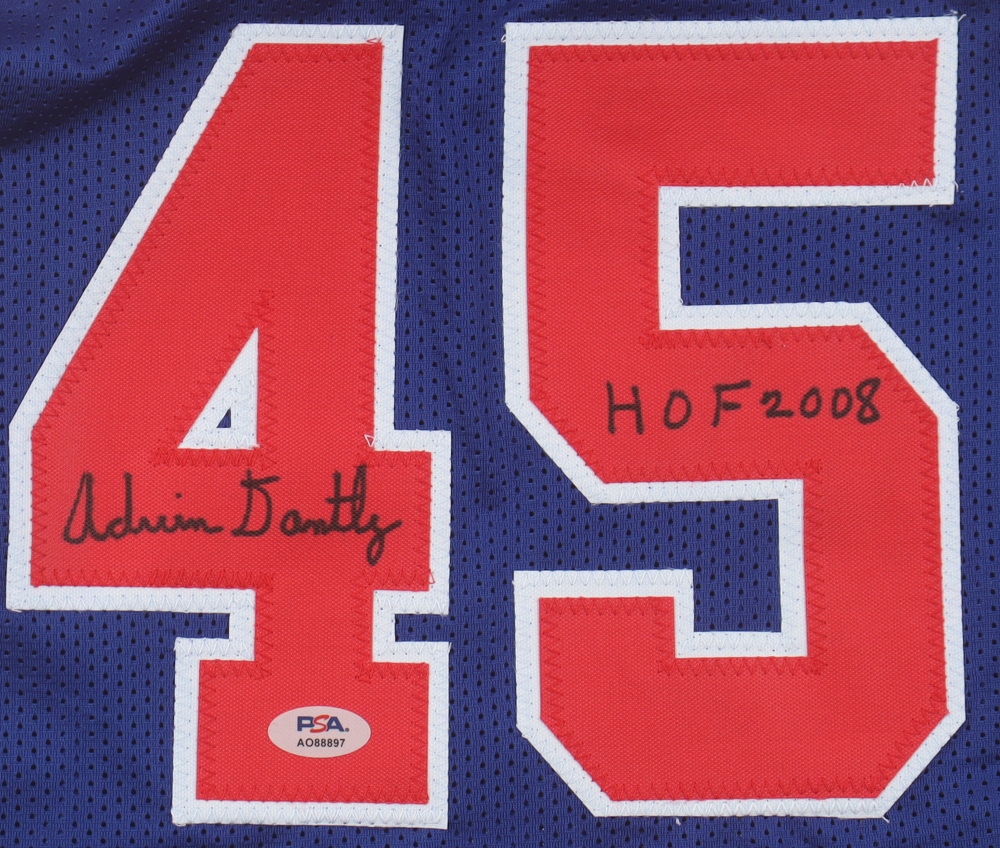 45
HOF 2008
Adrian Dantley
PSA.
AO88897